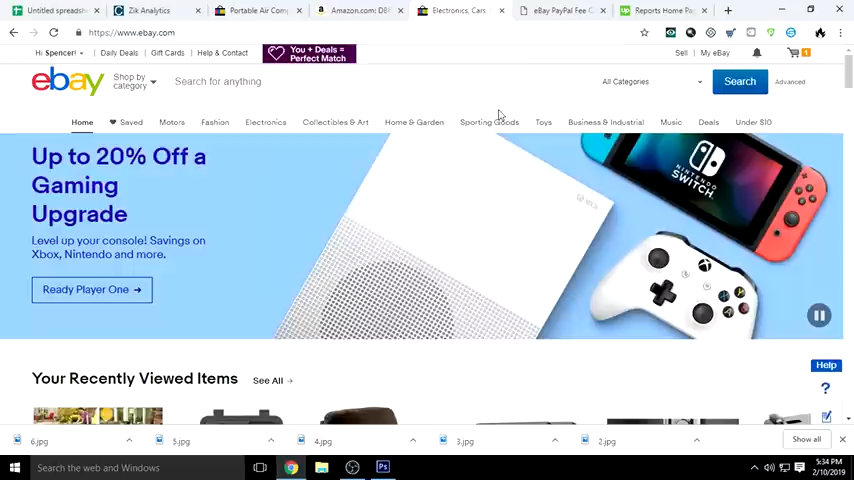 Untitled spreadsh
Zik Analytics
Portable Air Comp
Amazon.com: DB
Electronics, Cars,
eBay PayPal Fee C
Reports Home Pa
https://www.ebay.com
Hi Spencer!
Daily Deals
Gift Cards
Help & Contact
You + Deals =
Perfect Match
Sell
My eBay
1
ebay
Shop by
category
Search for anything
All Categories
Search
Advanced
Home
Saved
Motors
Fashion
Electronics
Collectibles & Art
Home & Garden
Sporting Goods
Toys
Business & Industrial
Music
Deals
Under $10
Up to 20% Off a
Gaming
Upgrade
Level up your console! Savings on
Xbox, Nintendo and more.
Ready Player One →
XBOX
NINTENDO
SWITCH
Your Recently Viewed Items
See All →
Help
?
6.jpg
5.jpg
4.jpg
3.jpg
2.jpg
Show all
Search the web and Windows
5:34 PM
2/10/2019